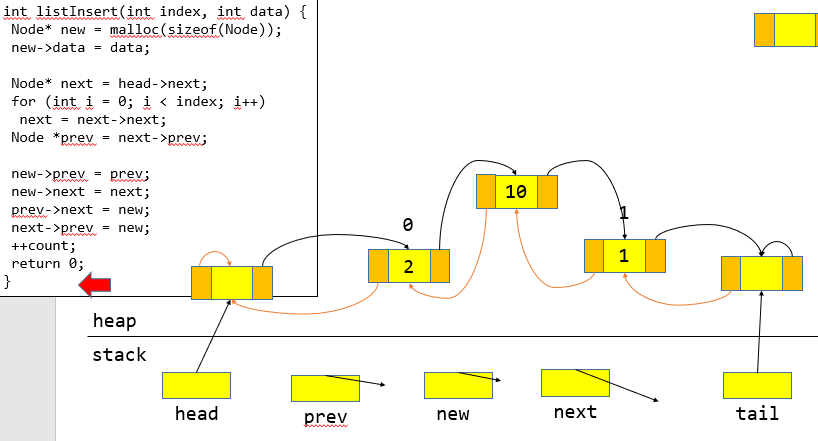 int listInsert(int index, int data) {
Node* new = malloc(sizeof(Node));
new->data = data;
Node* next = head->next;
for (int i = 0; i < index; i++)
next = next->next;
Node *prev = next->prev;
new->prev = prev;
new->next = next;
prev->next = new;
next->prev = new;
++count;
return 0;
}
10
0
1
2
1
heap
stack
head
prev
new
next
tail